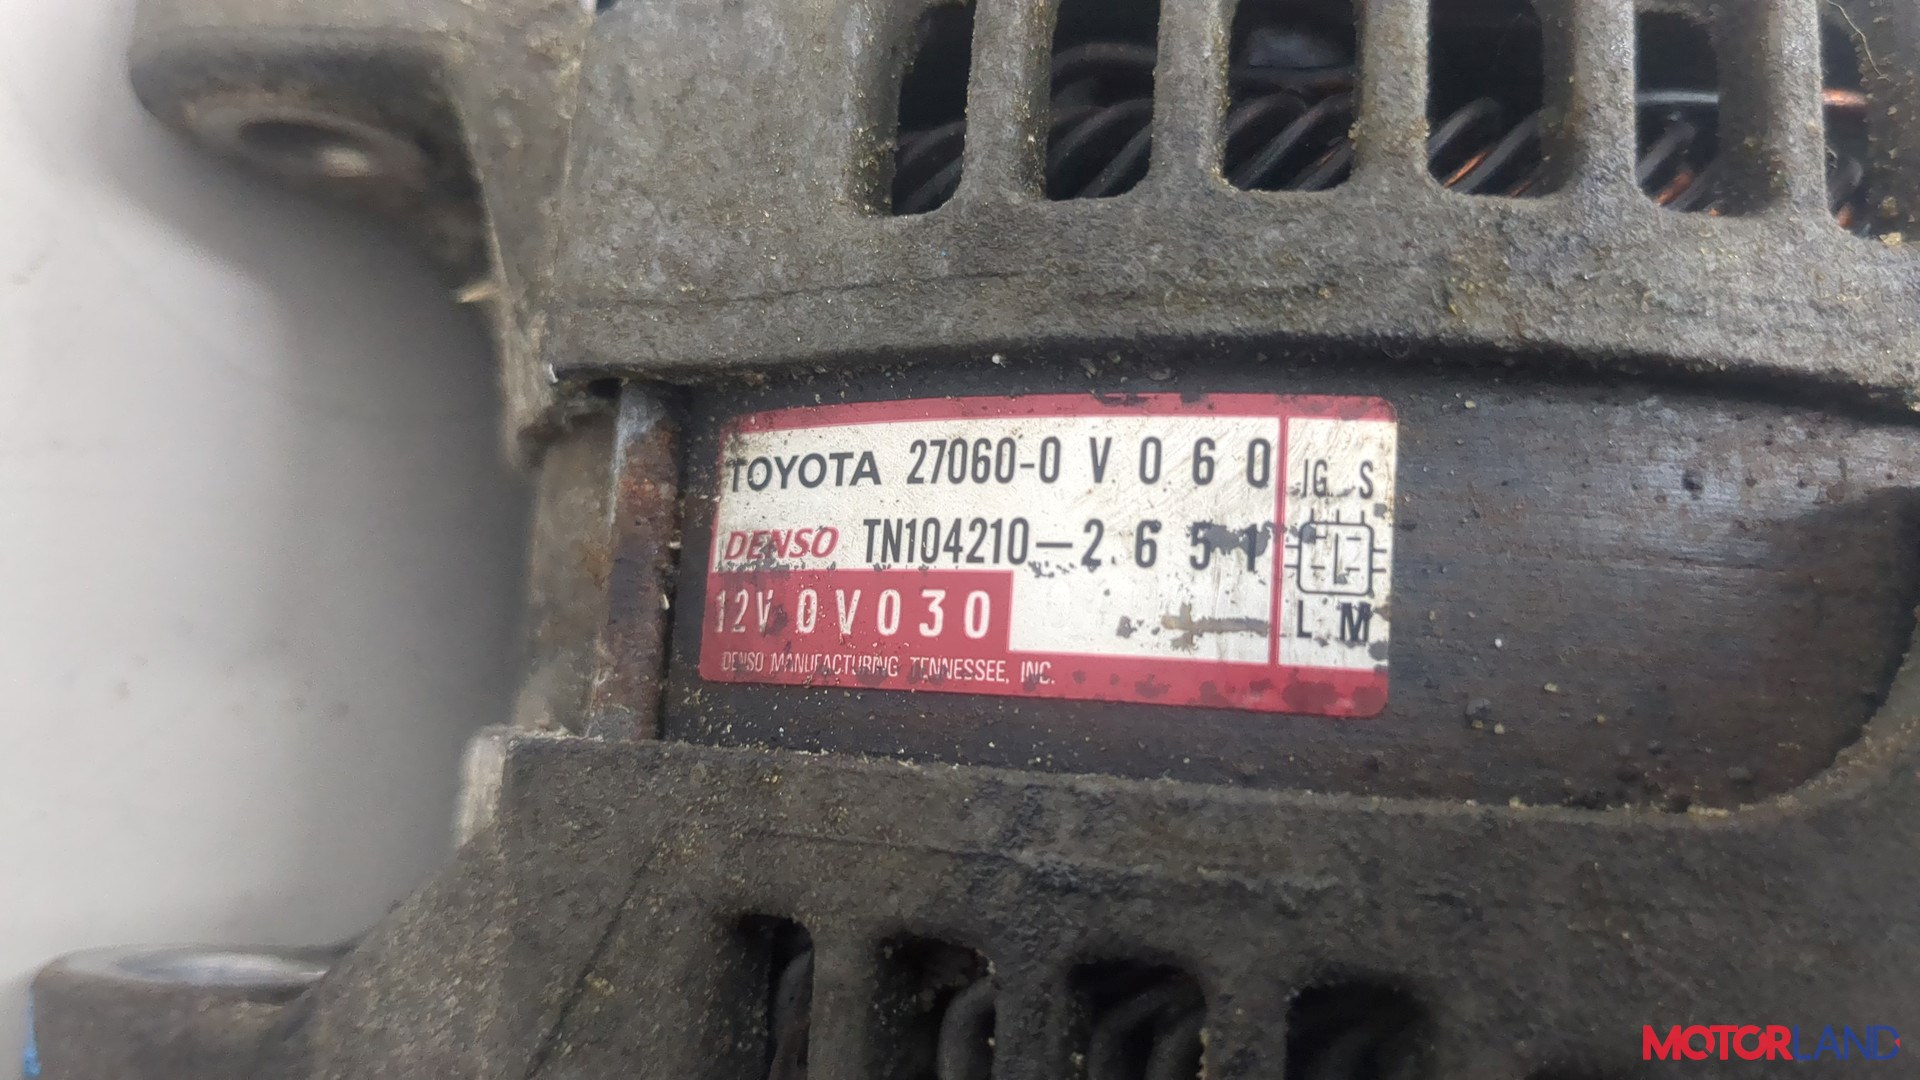 TOYOTA 27060-0V060
DENSO TN104210-2651
12V 0V030
DENSO MANUFACTURING TENNESSEE, INC.
IG S
L M
MOTORLAND